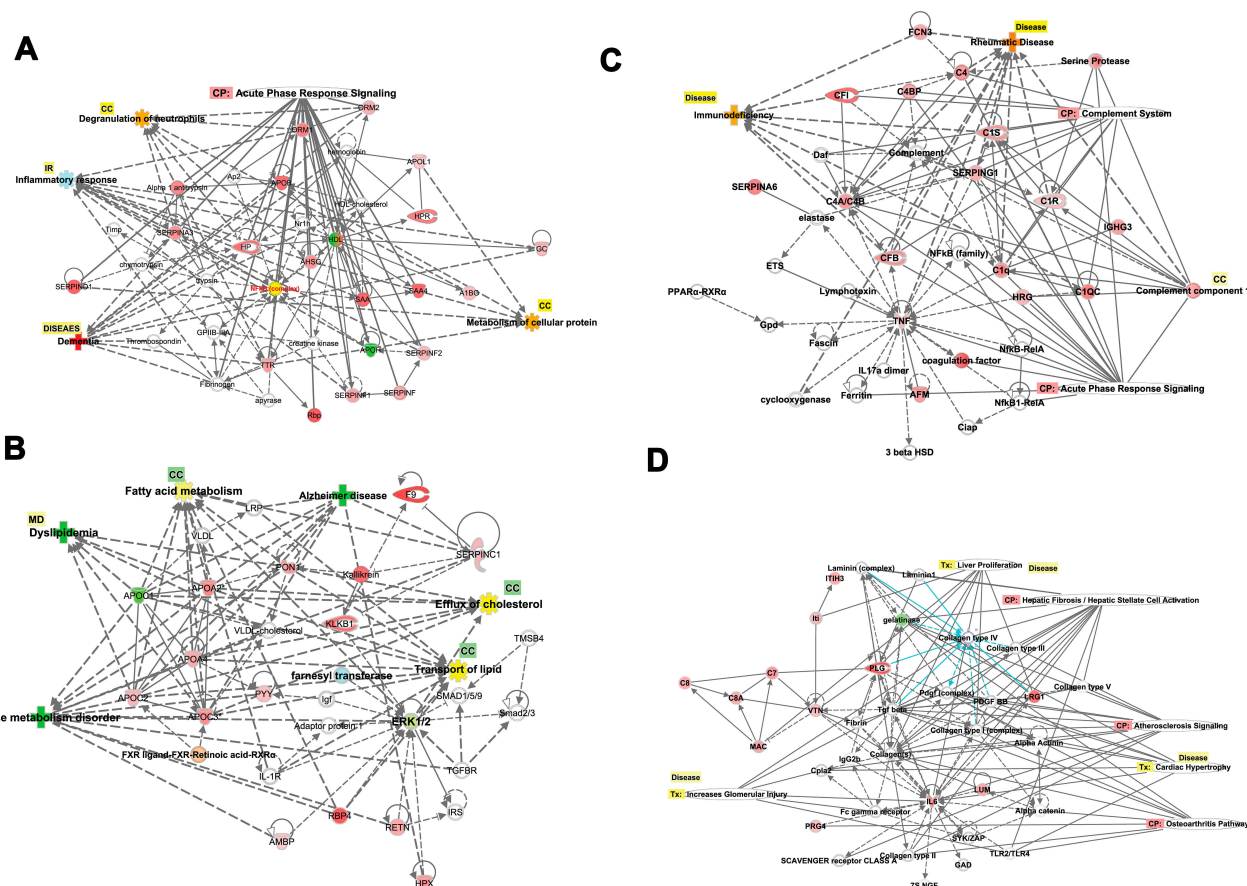 A
CP: Acute Phase Response Signaling
CC
Degranulation of neutrophils
ORM2
ORM1
hemoglobin
APOL1
IR
Inflammatory response
Alpha 1 antitrypsin
Ap2
APOB
HDL-cholesterol
HPR
Timp
SERPINA3
Nr1h
HP
HDL
GC
chymotrypsin
AHSG
trypsin
SERPIND1
NFkB (complex)
SAA
SAA4
A1BG
CC
Metabolism of cellular protein
DISEAES
Dementia
Thrombospondin
GPIIB-IIIA
creatine kinase
APOH
SERPINF2
TTR
Fibrinogen
apyrase
SERPINF1
SERPINF
Rbp
B
CC
Fatty acid metabolism
Alzheimer disease
F9
LRP
MD
Dyslipidemia
VLDL
SERPINC1
PON1
Kallikrein
APOC1
APOA2
CC
Efflux of cholesterol
VLDL-cholesterol
KLKB1
TMSB4
CC
Transport of lipid
APOA4
farnesyl transferase
SMAD1/5/9
APOC2
PYY
Igf
Smad2/3
e metabolism disorder
APOC3
Adaptor protein 1
ERK1/2
FXR ligand-FXR-Retinoic acid-RXRα
IL-1R
TGFBR
RBP4
IRS
RETN
AMBP
HPX
C
FCN3
Disease
Rheumatic Disease
C4
Serine Protease
Disease
Immunodeficiency
CFI
C4BP
CP: Complement System
C1S
Daf
Complement
SERPING1
SERPINA6
C4A/C4B
C1R
elastase
IGHG3
NFkB (family)
CFB
ETS
C1q
CC
PPARα-RXRα
Lymphotoxin
HRG
C1QC
Complement component 1
Gpd
TNF
Fascin
NfkB-RelA
coagulation factor
IL17a dimer
CP: Acute Phase Response Signaling
cyclooxygenase
Ferritin
AFM
NfkB1-RelA
Ciap
3 beta HSD
D
Laminin (complex)
Laminin1
Tx: Liver Proliferation
Disease
ITIH3
CP: Hepatic Fibrosis / Hepatic Stellate Cell Activation
Iti
gelatinase
Collagen type IV
Collagen type III
C7
PLG
C8
C8A
Pdgf (complex)
PDGF BB
LRG1
Collagen type V
VTN
Tgf beta
Fibrin
Collagen type I (complex)
CP: Atherosclerosis Signaling
MAC
Alpha Actinin
IgG2b
Collagen(s)
Disease
Cpla2
Tx: Cardiac Hypertrophy
Disease
Tx: Increases Glomerular Injury
IL6
LUM
Fc gamma receptor
Alpha catenin
PRG4
CP: Osteoarthritis Pathway
SYK/ZAP
SCAVENGER receptor CLASS A
Collagen type II
GAD
TLR2/TLR4
7S NGF